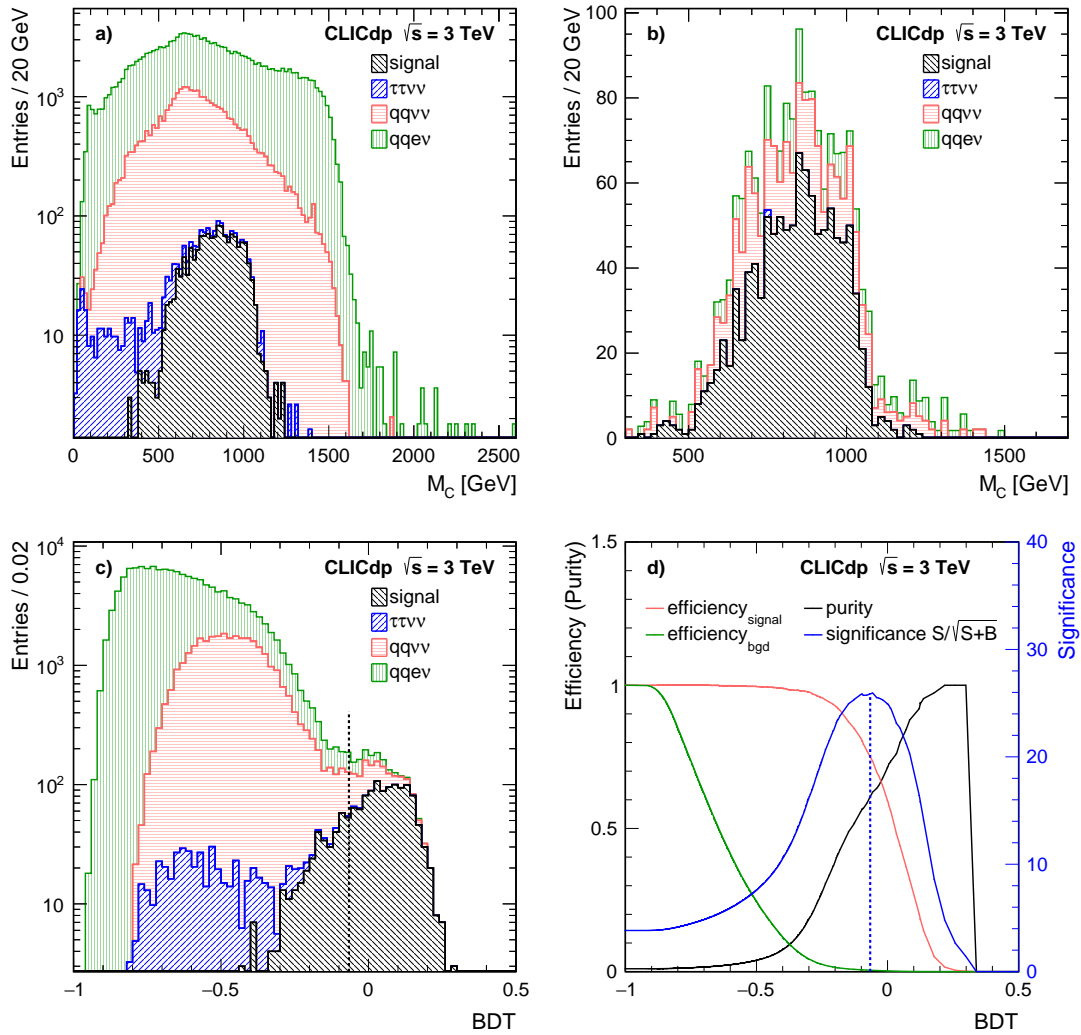 a) CLICdp √s = 3 TeV
signal
ττνν
qqνν
qqeν
Entries / 20 GeV
10³
10²
10
0 500 1000 1500 2000 2500
M_C [GeV]
b) CLICdp √s = 3 TeV
signal
ττνν
qqνν
qqeν
Entries / 20 GeV
100
80
60
40
20
0
500 1000
M_C [GeV]
c) CLICdp √s = 3 TeV
signal
ττνν
qqνν
qqeν
Entries / 0.02
10⁴
10³
10²
10
−1 −0.5 0 0.5
BDT
d) CLICdp √s = 3 TeV
efficiency_signal
efficiency_bgd
purity
significance S/√S+B
Efficiency (Purity)
1.5
1
0.5
0
Significance
40
30
20
10
0
−1 −0.5 0 0.5
BDT